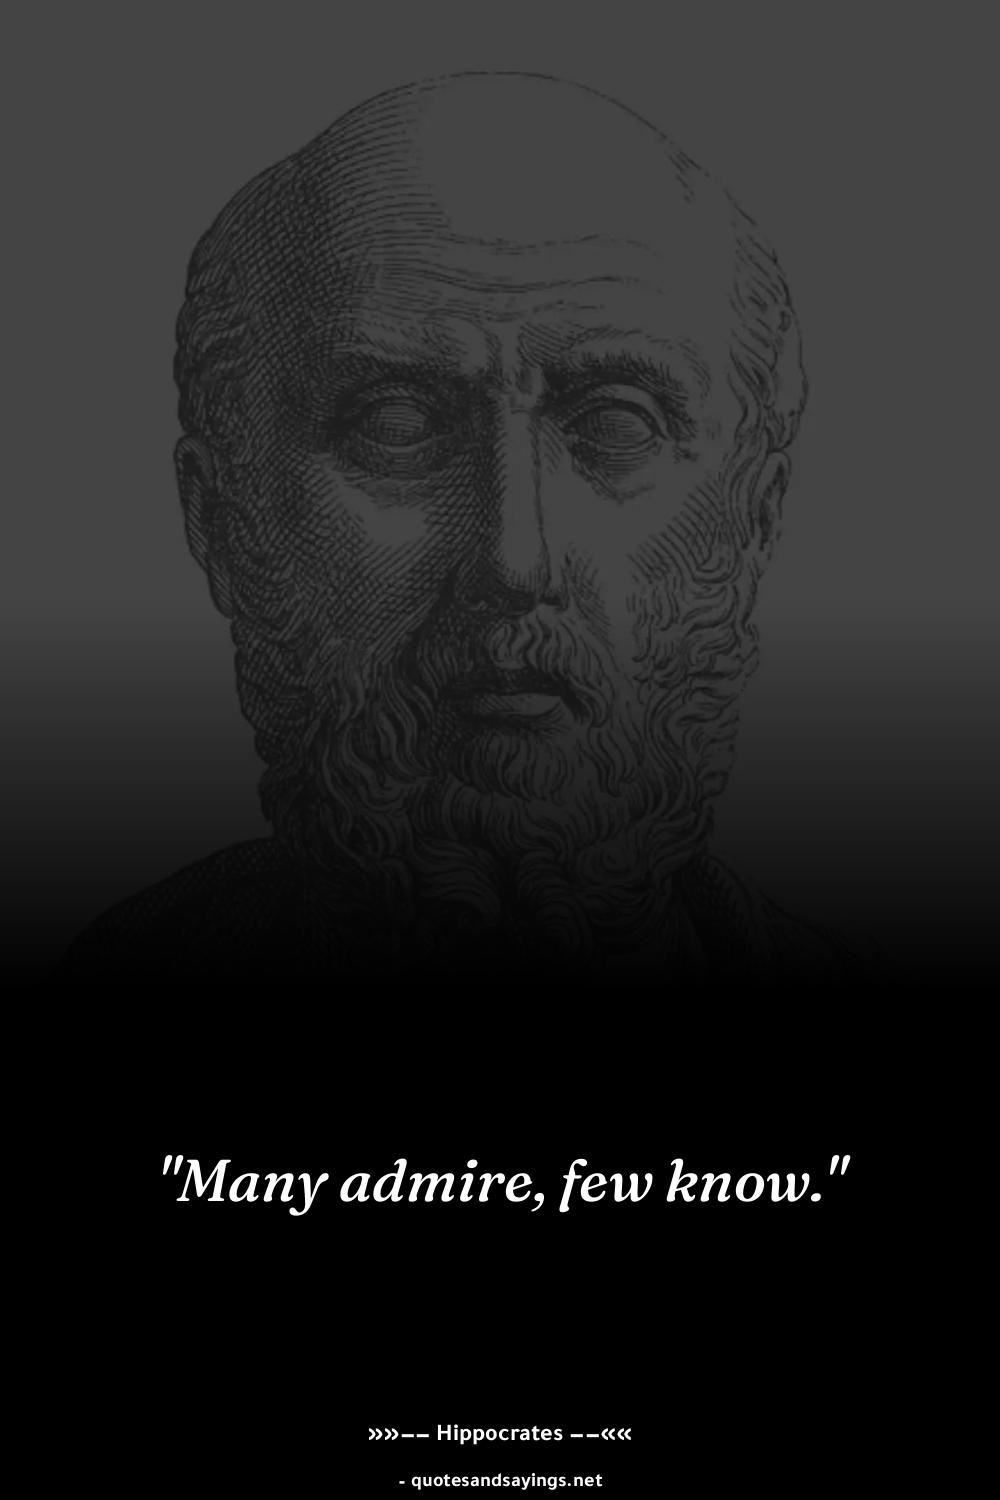 "Many admire, few know."
»»–– Hippocrates ––««
- quotesandsayings.net